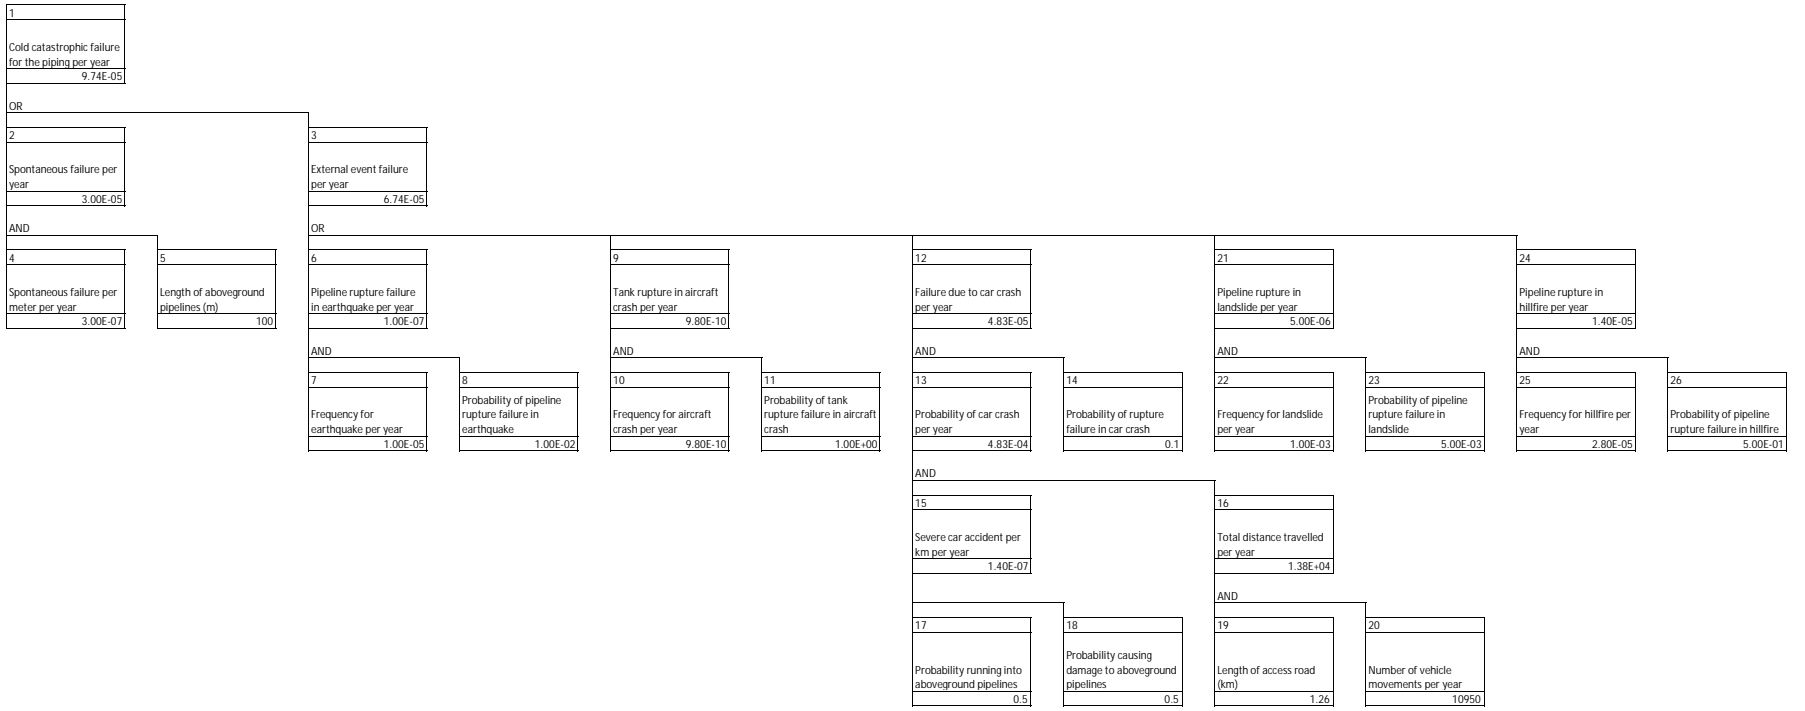 1
Cold catastrophic failure
for the piping per year
9.74E-05
OR
2
Spontaneous failure per
year
3.00E-05
3
External event failure
per year
6.74E-05
AND
OR
4
Spontaneous failure per
meter per year
3.00E-07
5
Length of aboveground
pipelines (m)
100
6
Pipeline rupture failure
in earthquake per year
1.00E-07
9
Tank rupture in aircraft
crash per year
9.80E-10
12
Failure due to car crash
per year
4.83E-05
21
Pipeline rupture in
landslide per year
5.00E-06
24
Pipeline rupture in
hillfire per year
1.40E-05
AND
AND
AND
AND
AND
7
Frequency for
earthquake per year
1.00E-05
8
Probability of pipeline
rupture failure in
earthquake
1.00E-02
10
Frequency for aircraft
crash per year
9.80E-10
11
Probability of tank
rupture failure in aircraft
crash
1.00E+00
13
Probability of car crash
per year
4.83E-04
14
Probability of rupture
failure in car crash
0.1
22
Frequency for landslide
per year
1.00E-03
23
Probability of pipeline
rupture failure in
landslide
5.00E-03
25
Frequency for hillfire per
year
2.80E-05
26
Probability of pipeline
rupture failure in hillfire
5.00E-01
AND
15
Severe car accident per
km per year
1.40E-07
16
Total distance travelled
per year
1.38E+04
AND
17
Probability running into
aboveground pipelines
0.5
18
Probability causing
damage to aboveground
pipelines
0.5
19
Length of access road
(km)
1.26
20
Number of vehicle
movements per year
10950